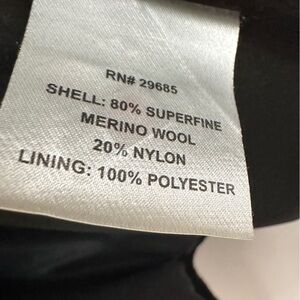 RN# 29685
SHELL: 80% SUPERFINE
MERINO WOOL
20% NYLON
LINING: 100% POLYESTER